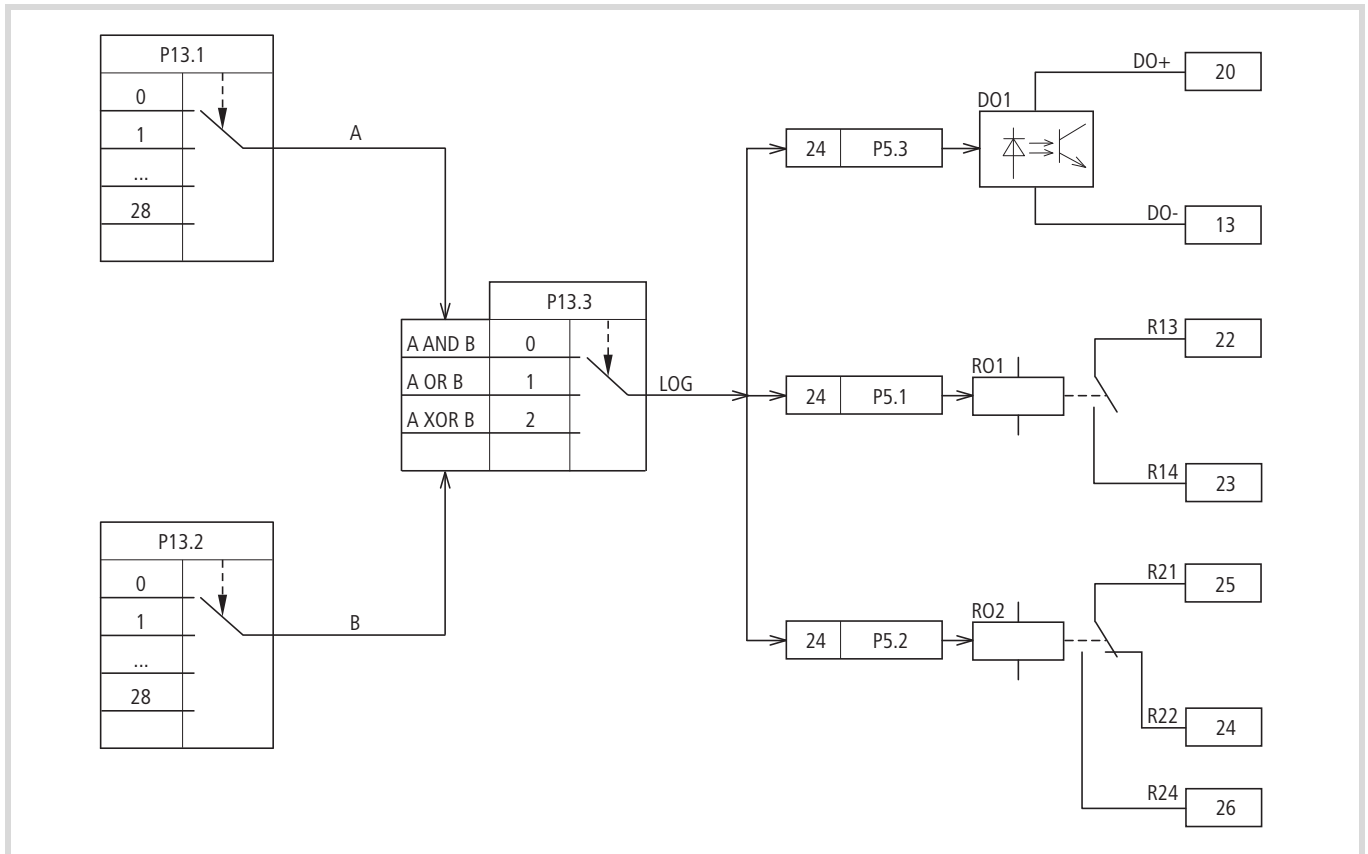 P13.1
0
1
...
28
A
P13.3
A AND B 0
A OR B 1
A XOR B 2
LOG
P13.2
0
1
...
28
B
24 P5.3
DO1
DO+ 20
DO- 13
24 P5.1
RO1
R13 22
R14 23
24 P5.2
RO2
R21 25
R22 24
R24 26